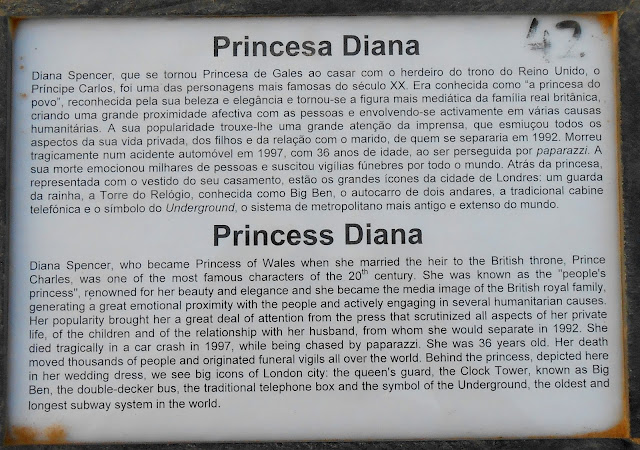 42
Princesa Diana
Diana Spencer, que se tornou Princesa de Gales ao casar com o herdeiro do trono do Reino Unido, o
Príncipe Carlos, foi uma das personagens mais famosas do século XX. Era conhecida como “a princesa do
povo”, reconhecida pela sua beleza e elegância e tornou-se a figura mais mediática da família real britânica,
criando uma grande proximidade afectiva com as pessoas e envolvendo-se activamente em várias causas
humanitárias. A sua popularidade trouxe-lhe uma grande atenção da imprensa, que esmiuçou todos os
aspectos da sua vida privada, dos filhos e da relação com o marido, de quem se separaria em 1992. Morreu
tragicamente num acidente automóvel em 1997, com 36 anos de idade, ao ser perseguida por paparazzi. A
sua morte emocionou milhares de pessoas e suscitou vigílias fúnebres por todo o mundo. Atrás da princesa,
representada com o vestido do seu casamento, estão os grandes icones da cidade de Londres: um guarda
da rainha, a Torre do Relógio, conhecida como Big Ben, o autocarro de dois andares, a tradicional cabine
telefónica e o símbolo do Underground, o sistema de metropolitano mais antigo e extenso do mundo.
Princess Diana
Diana Spencer, who became Princess of Wales when she married the heir to the British throne, Prince
Charles, was one of the most famous characters of the 20th century. She was known as the "people's
princess", renowned for her beauty and elegance and she became the media image of the British royal family,
generating a great emotional proximity with the people and actively engaging in several humanitarian causes.
Her popularity brought her a great deal of attention from the press that scrutinized all aspects of her private
life, of the children and of the relationship with her husband, from whom she would separate in 1992. She
died tragically in a car crash in 1997, while being chased by paparazzi. She was 36 years old. Her death
moved thousands of people and originated funeral vigils all over the world. Behind the princess, depicted here
in her wedding dress, we see big icons of London city: the queen's guard, the Clock Tower, known as Big
Ben, the double-decker bus, the traditional telephone box and the symbol of the Underground, the oldest and
longest subway system in the world.